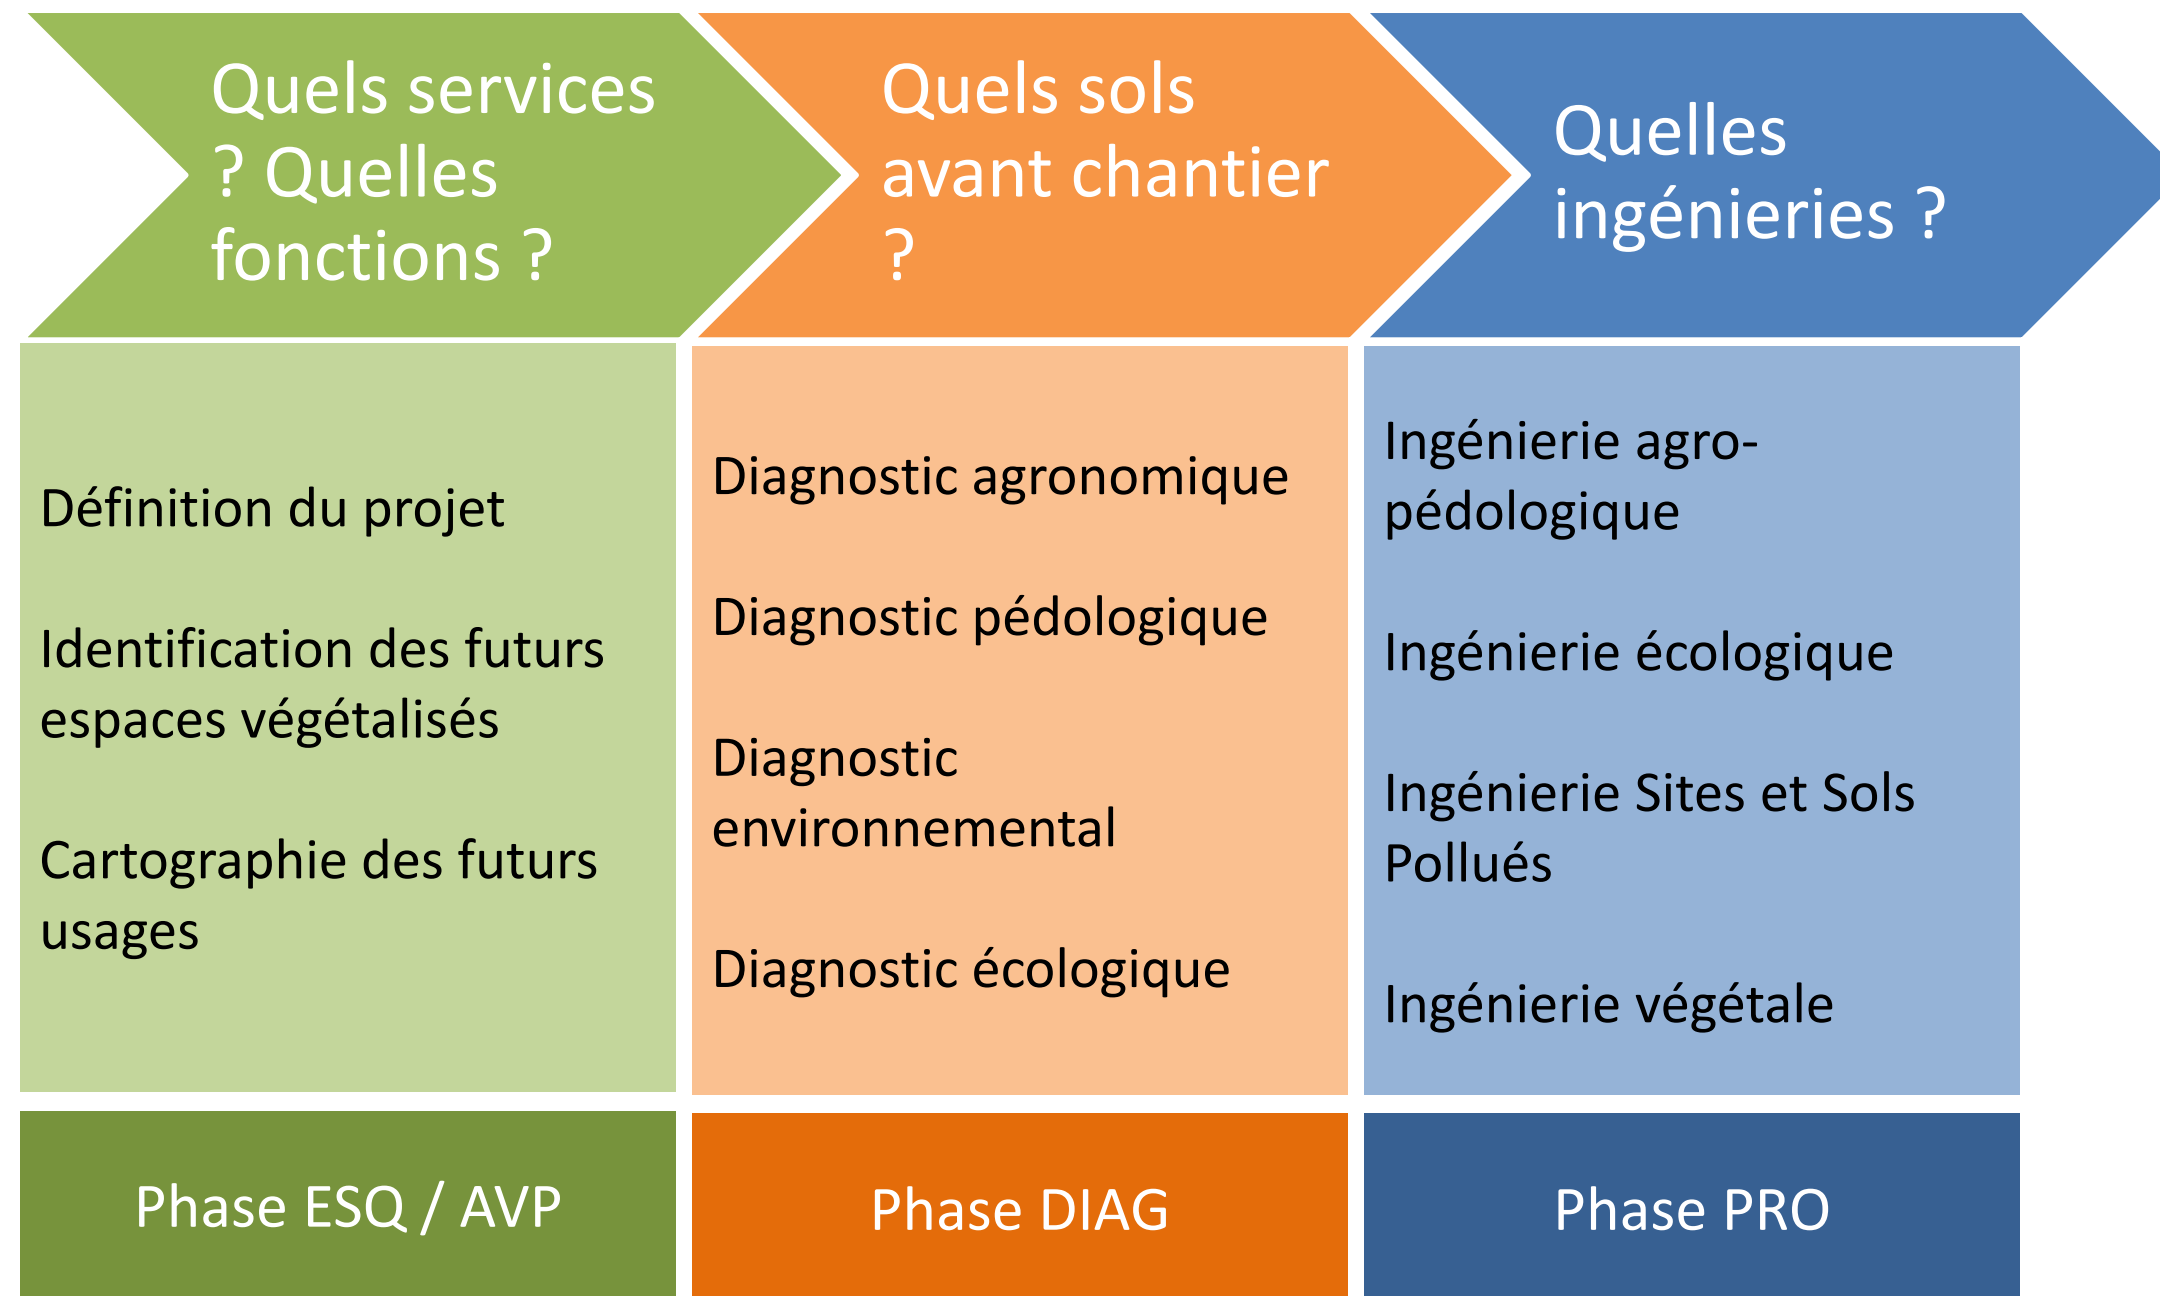 Quels services
? Quelles
fonctions ?
Quels sols
avant chantier
?
Quelles
ingénieries ?
Définition du projet
Identification des futurs
espaces végétalisés
Cartographie des futurs
usages
Diagnostic agronomique
Diagnostic pédologique
Diagnostic
environnemental
Diagnostic écologique
Ingénierie agro-
pédologique
Ingénierie écologique
Ingénierie Sites et Sols
Pollués
Ingénierie végétale
Phase ESQ / AVP
Phase DIAG
Phase PRO